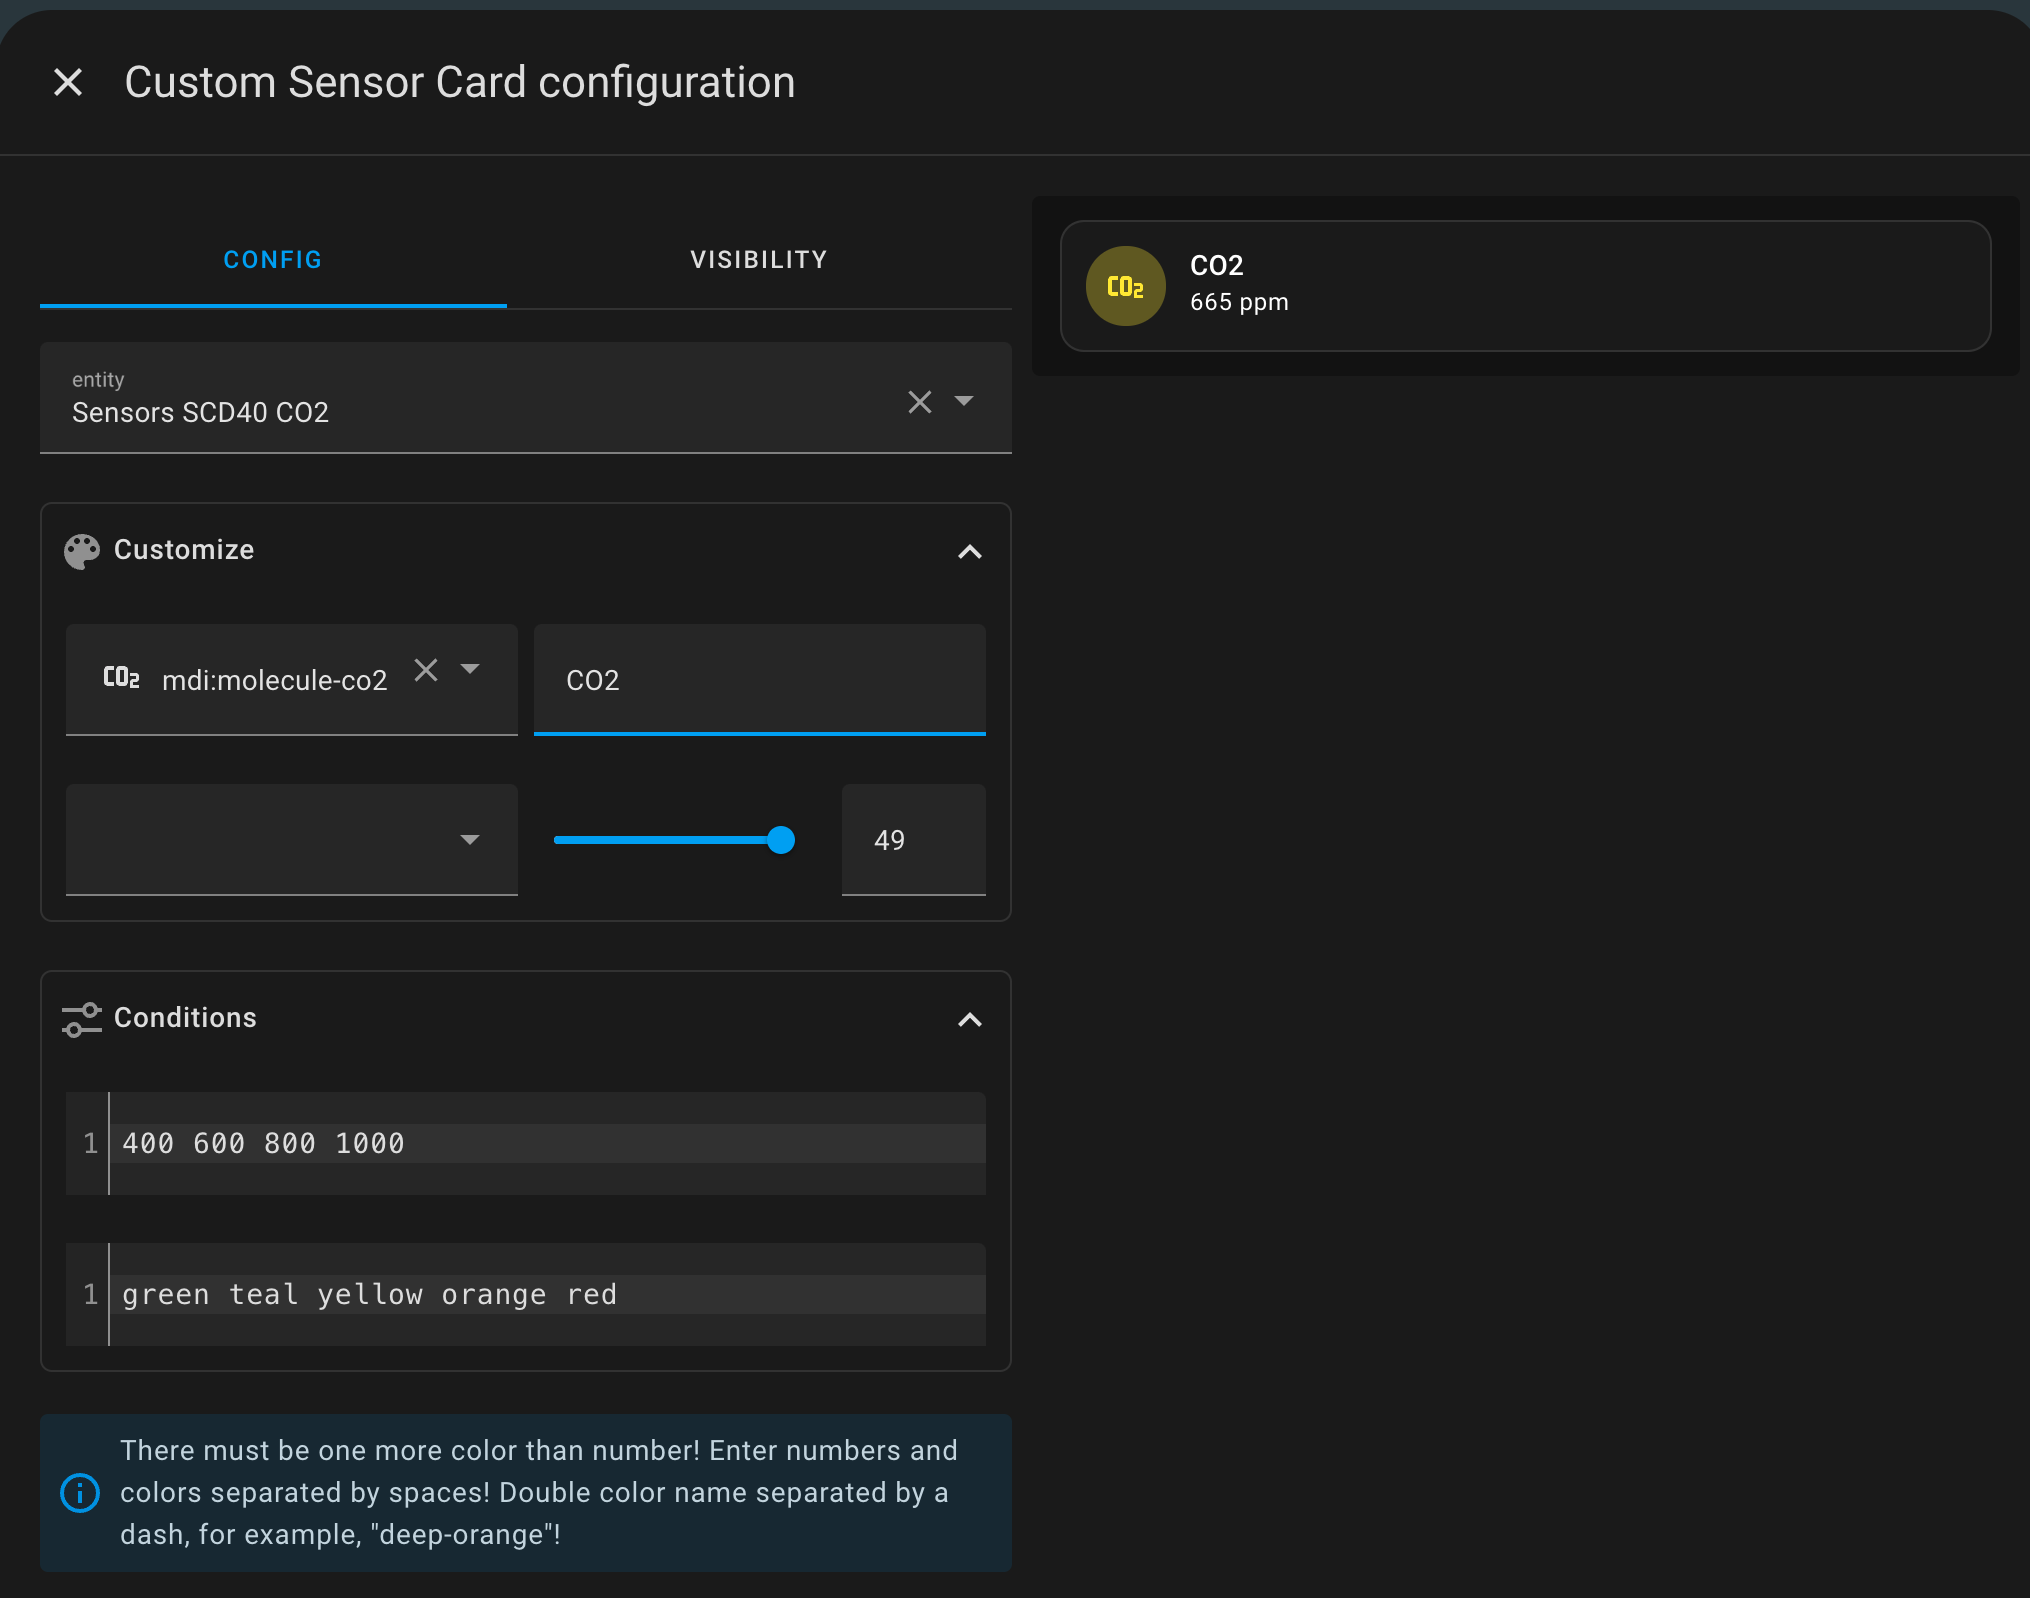 Custom Sensor Card configuration
CONFIG
VISIBILITY
entity
Sensors SCD40 CO2
Customize
CO2
mdi:molecule-co2
CO2
49
Conditions
1
400 600 800 1000
1
green teal yellow orange red
There must be one more color than number! Enter numbers and
colors separated by spaces! Double color name separated by a
dash, for example, "deep-orange"!
CO2
CO2
665 ppm